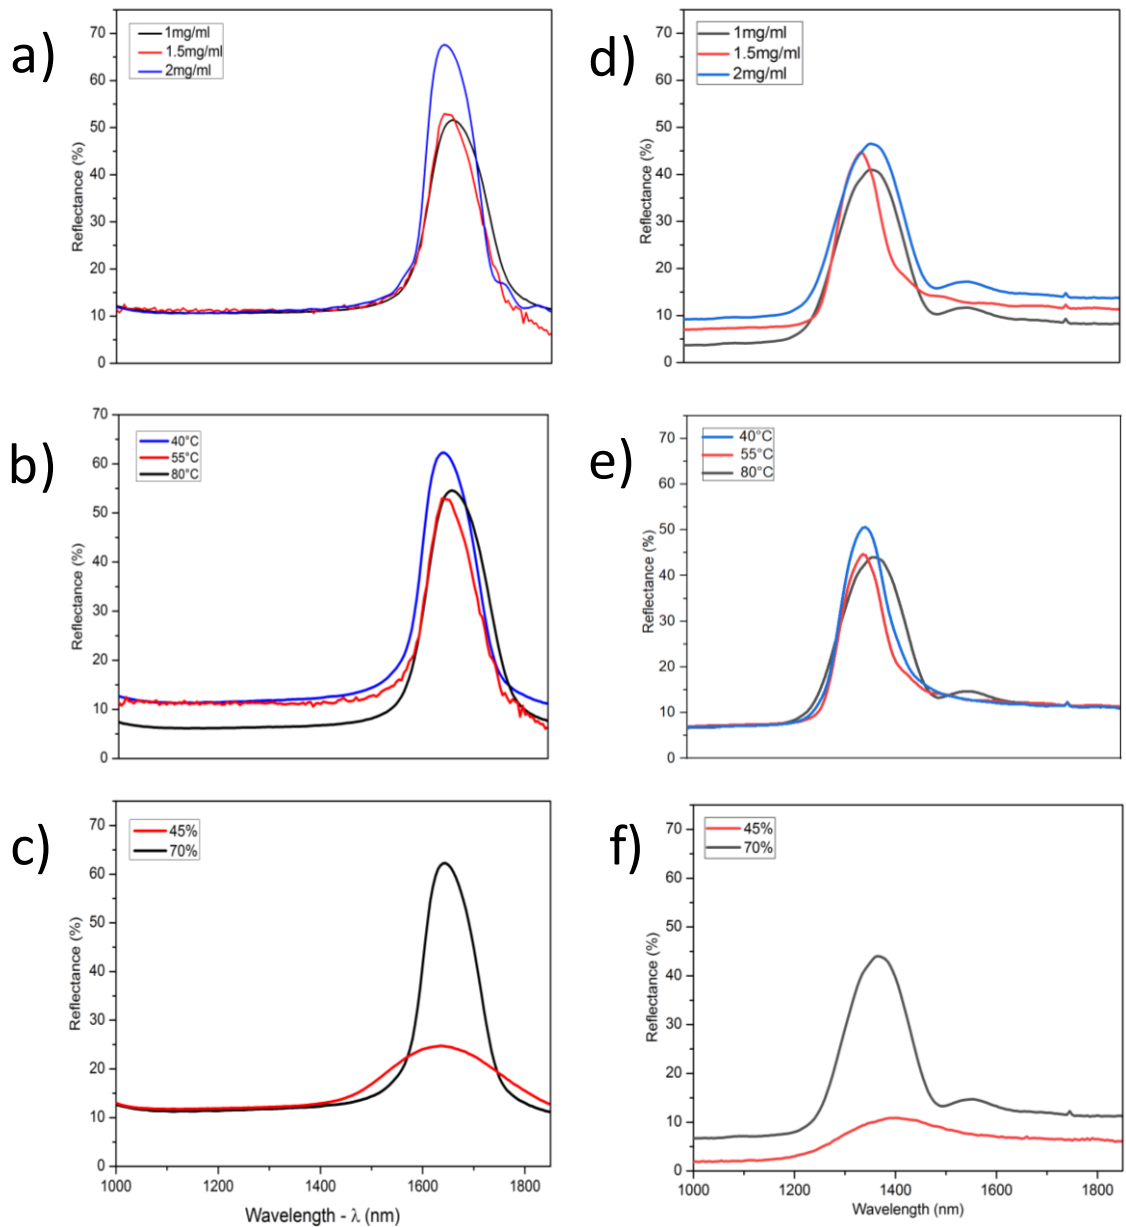 a)
1mg/ml
1.5mg/ml
2mg/ml
70
60
50
40
30
20
10
0
Reflectance (%)
d)
1mg/ml
1.5mg/ml
2mg/ml
70
60
50
40
30
20
10
0
Reflectance (%)
b)
40°C
55°C
80°C
70
60
50
40
30
20
10
0
Reflectance (%)
e)
40°C
55°C
80°C
70
60
50
40
30
20
10
0
Reflectance (%)
c)
45%
70%
70
60
50
40
30
20
10
0
Reflectance (%)
1000 1200 1400 1600 1800
Wavelength - λ (nm)
f)
45%
70%
70
60
50
40
30
20
10
0
Reflectance (%)
1000 1200 1400 1600 1800
Wavelength (nm)